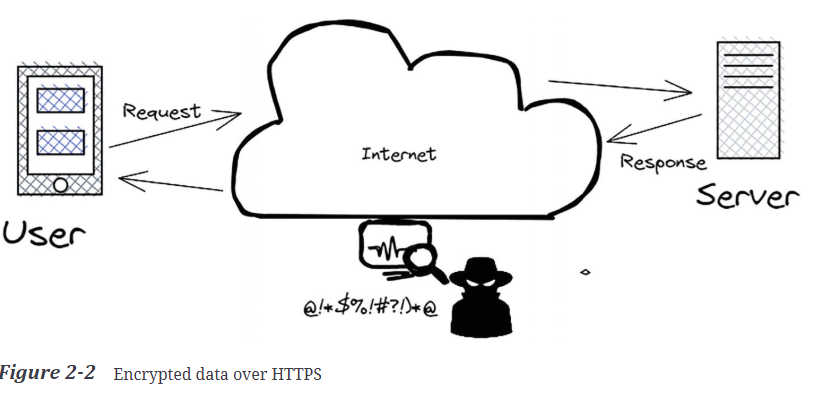 Request
Internet
Response
Server
User
@!*$%!#?!)*@
Figure 2-2 Encrypted data over HTTPS